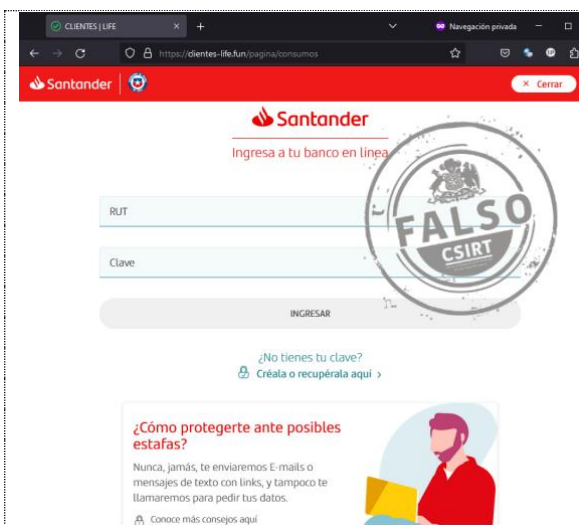 CLIENTES | LIFE
Navegación privada
https://clientes-life.fun/pagina/consumos
Santander
Cerrar
Santander
Ingresa a tu banco en línea
RUT
FALSO
Clave
CSIRT
INGRESAR
¿No tienes tu clave?
Créala o recupérala aquí >
¿Cómo protegerte ante posibles
estafas?
Nunca, jamás, te enviaremos E-mails o
mensajes de texto con links, y tampoco te
llamaremos para pedir tus datos.
Conoce más consejos aquí